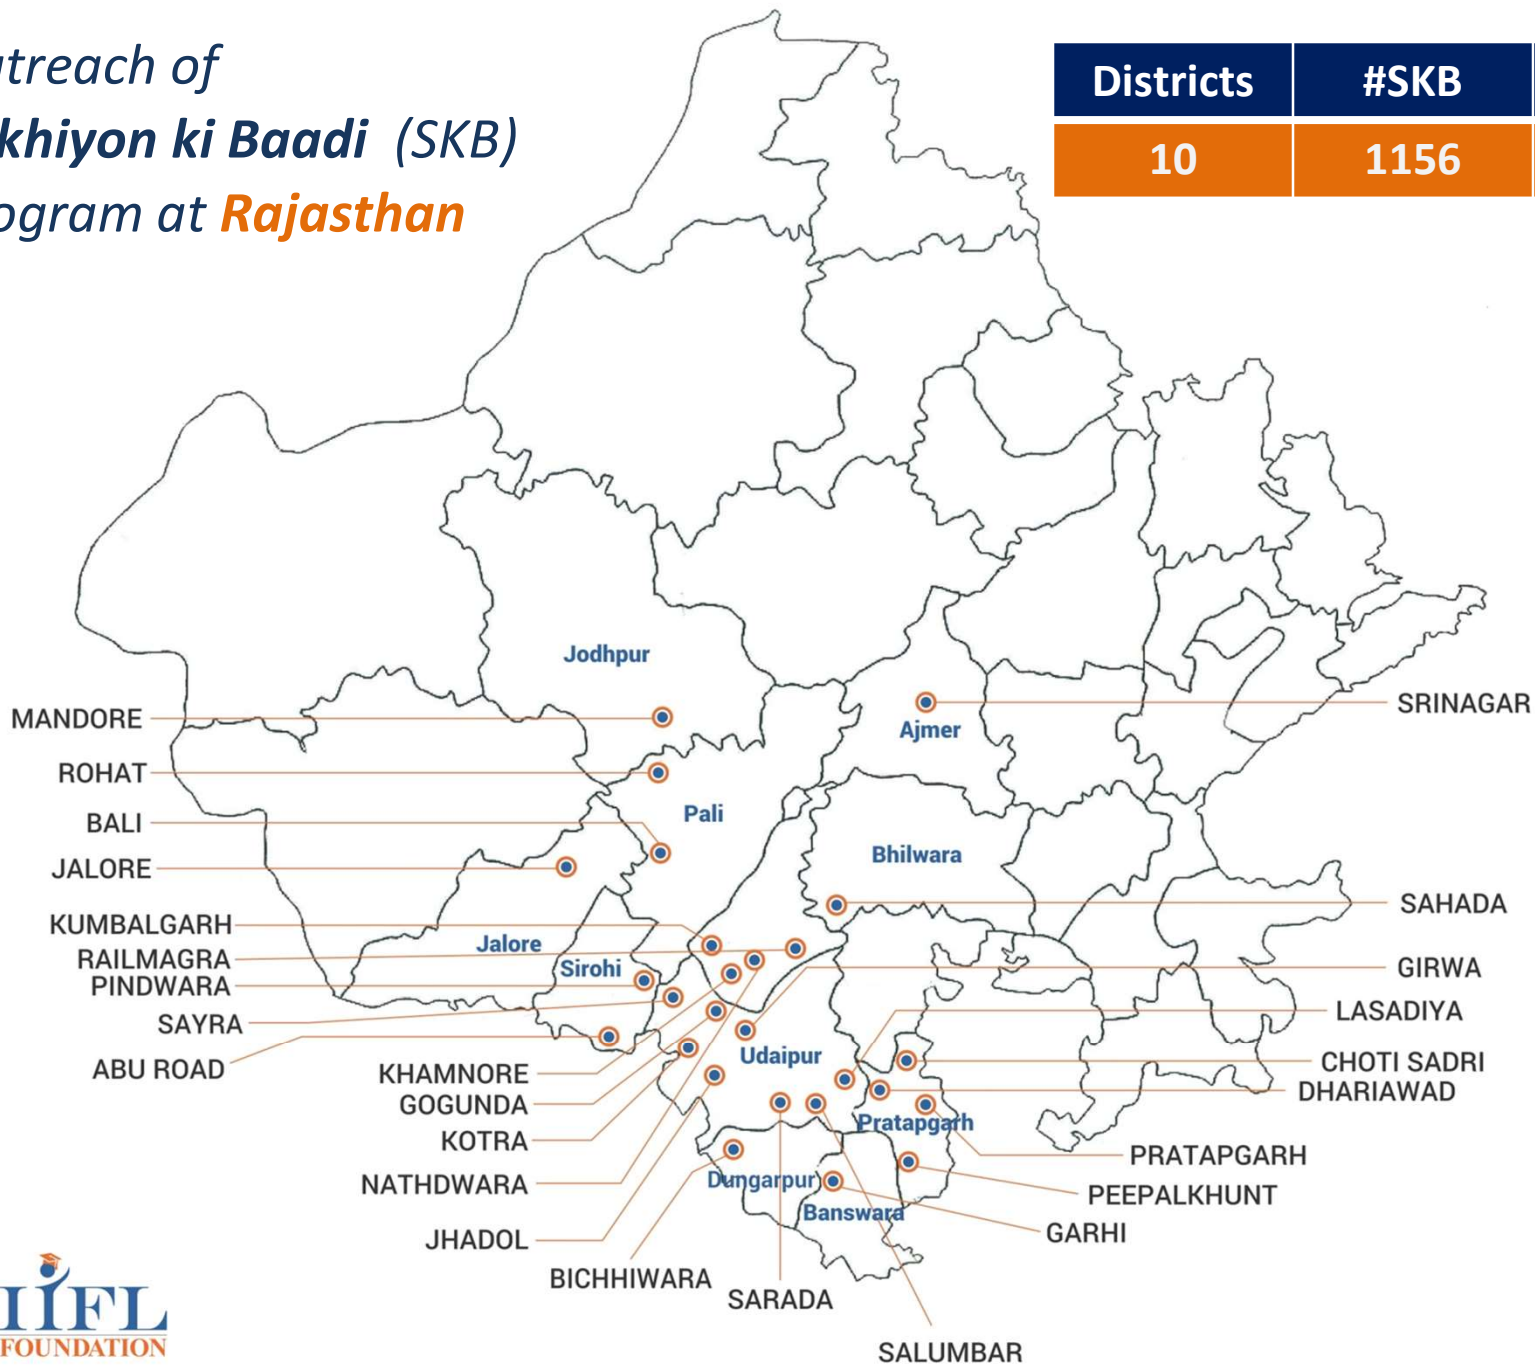 treach of
khiyon ki Baadi (SKB)
ogram at Rajasthan
Districts #SKB
10 1156
Jodhpur
MANDORE
SRINAGAR
Ajmer
ROHAT
Pali
BALI
Bhilwara
JALORE
SAHADA
KUMBALGARH
Jalore
RAILMAGRA
Sirohi
GIRWA
PINDWARA
LASADIYA
SAYRA
Udaipur
CHOTI SADRI
ABU ROAD
KHAMNORE
DHARIAWAD
GOGUNDA
Pratapgarh
KOTRA
PRATAPGARH
Dungarpur
NATHDWARA
PEEPALKHUNT
Banswara
GARHI
JHADOL
BICHHIWARA
SARADA
SALUMBAR
IIFL
FOUNDATION